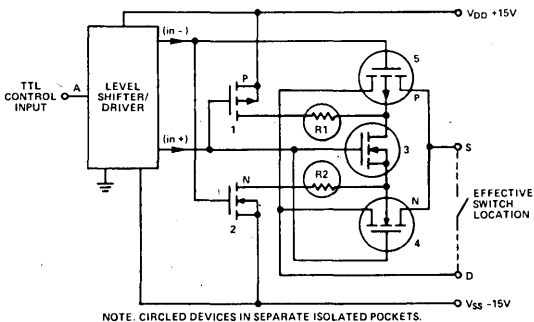 (in -)
VDD +15V
5
P
TTL
CONTROL
INPUT
A
LEVEL
SHIFTER/
DRIVER
P
1
R1
(in +)
3
S
R2
N
2
N
4
EFFECTIVE
SWITCH
LOCATION
D
VSS -15V
NOTE. CIRCLED DEVICES IN SEPARATE ISOLATED POCKETS.